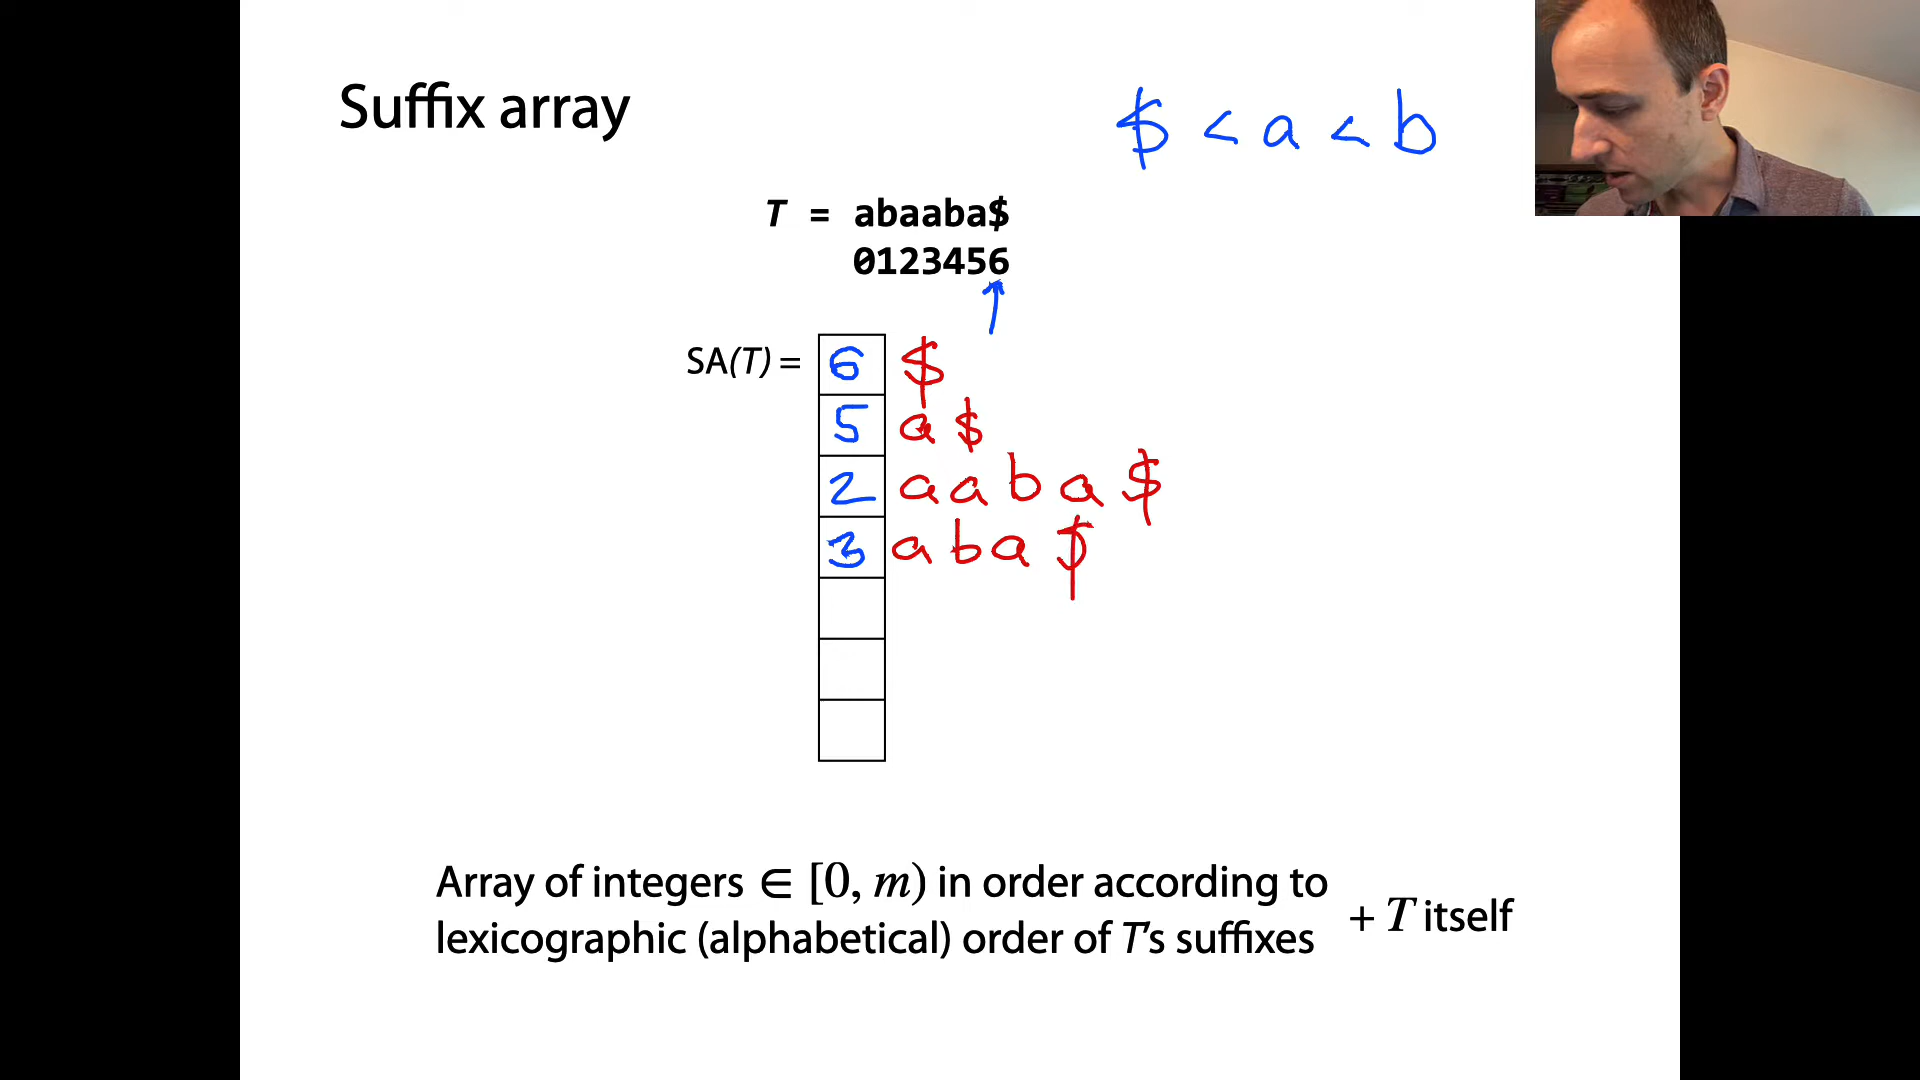 Suffix array
$ < a < b
T = abaaba$
0123456
SA(T) =
6 $
5 a $
2 a a b a $
3 a b a $
Array of integers ∈ [0, m) in order according to
lexicographic (alphabetical) order of T's suffixes
+ T itself